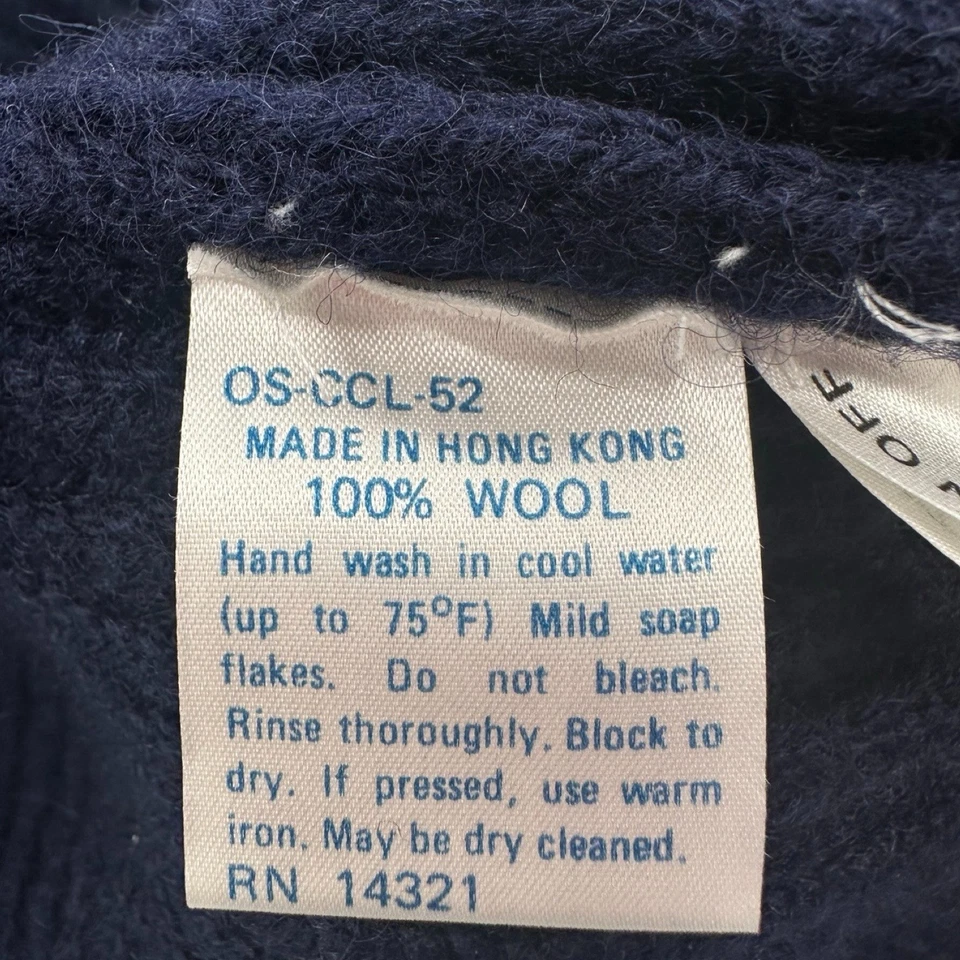 OS-CCL-52
MADE IN HONG KONG
100% WOOL
Hand wash in cool water
(up to 75°F) Mild soap
flakes. Do not bleach.
Rinse thoroughly. Block to
dry. If pressed, use warm
iron. May be dry cleaned.
RN 14321
OFF